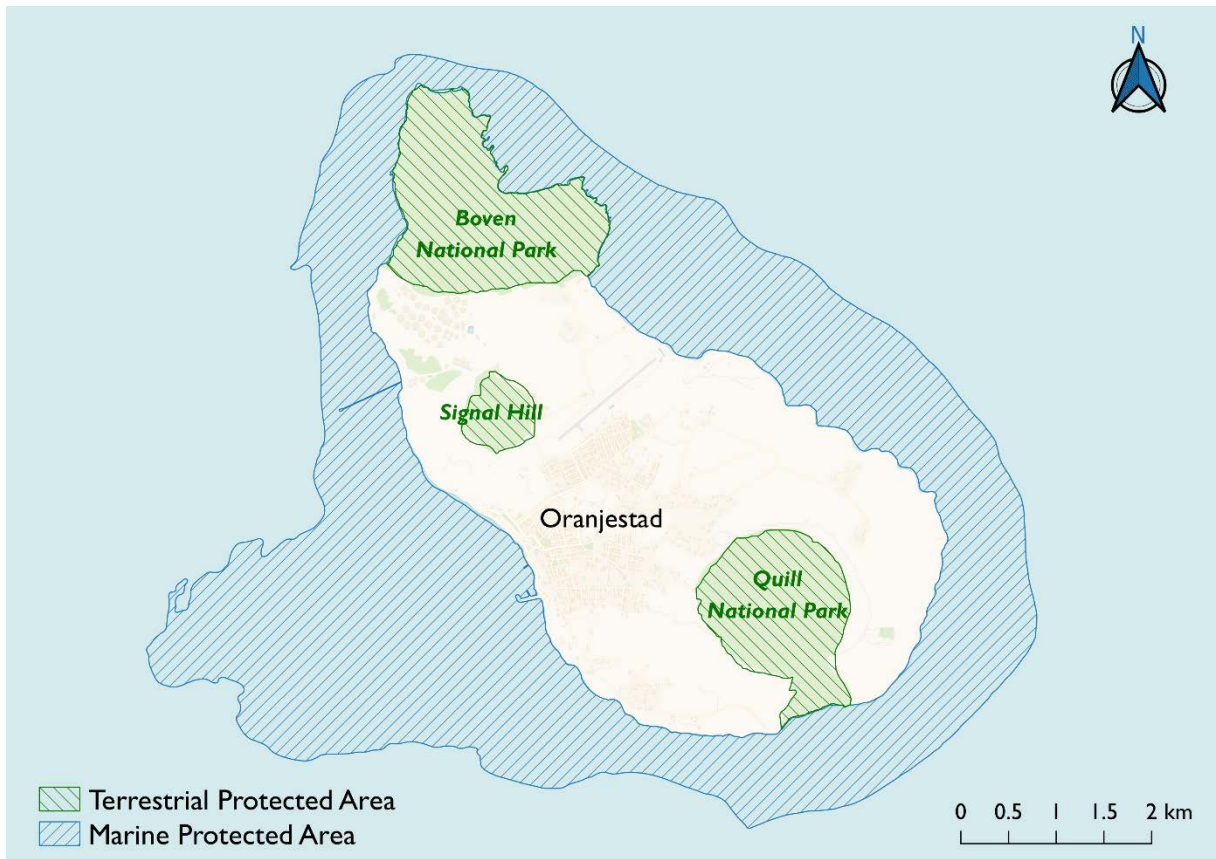 N
Boven
National Park
Signal Hill
Oranjestad
Quill
National Park
Terrestrial Protected Area
Marine Protected Area
0 0.5 1 1.5 2 km